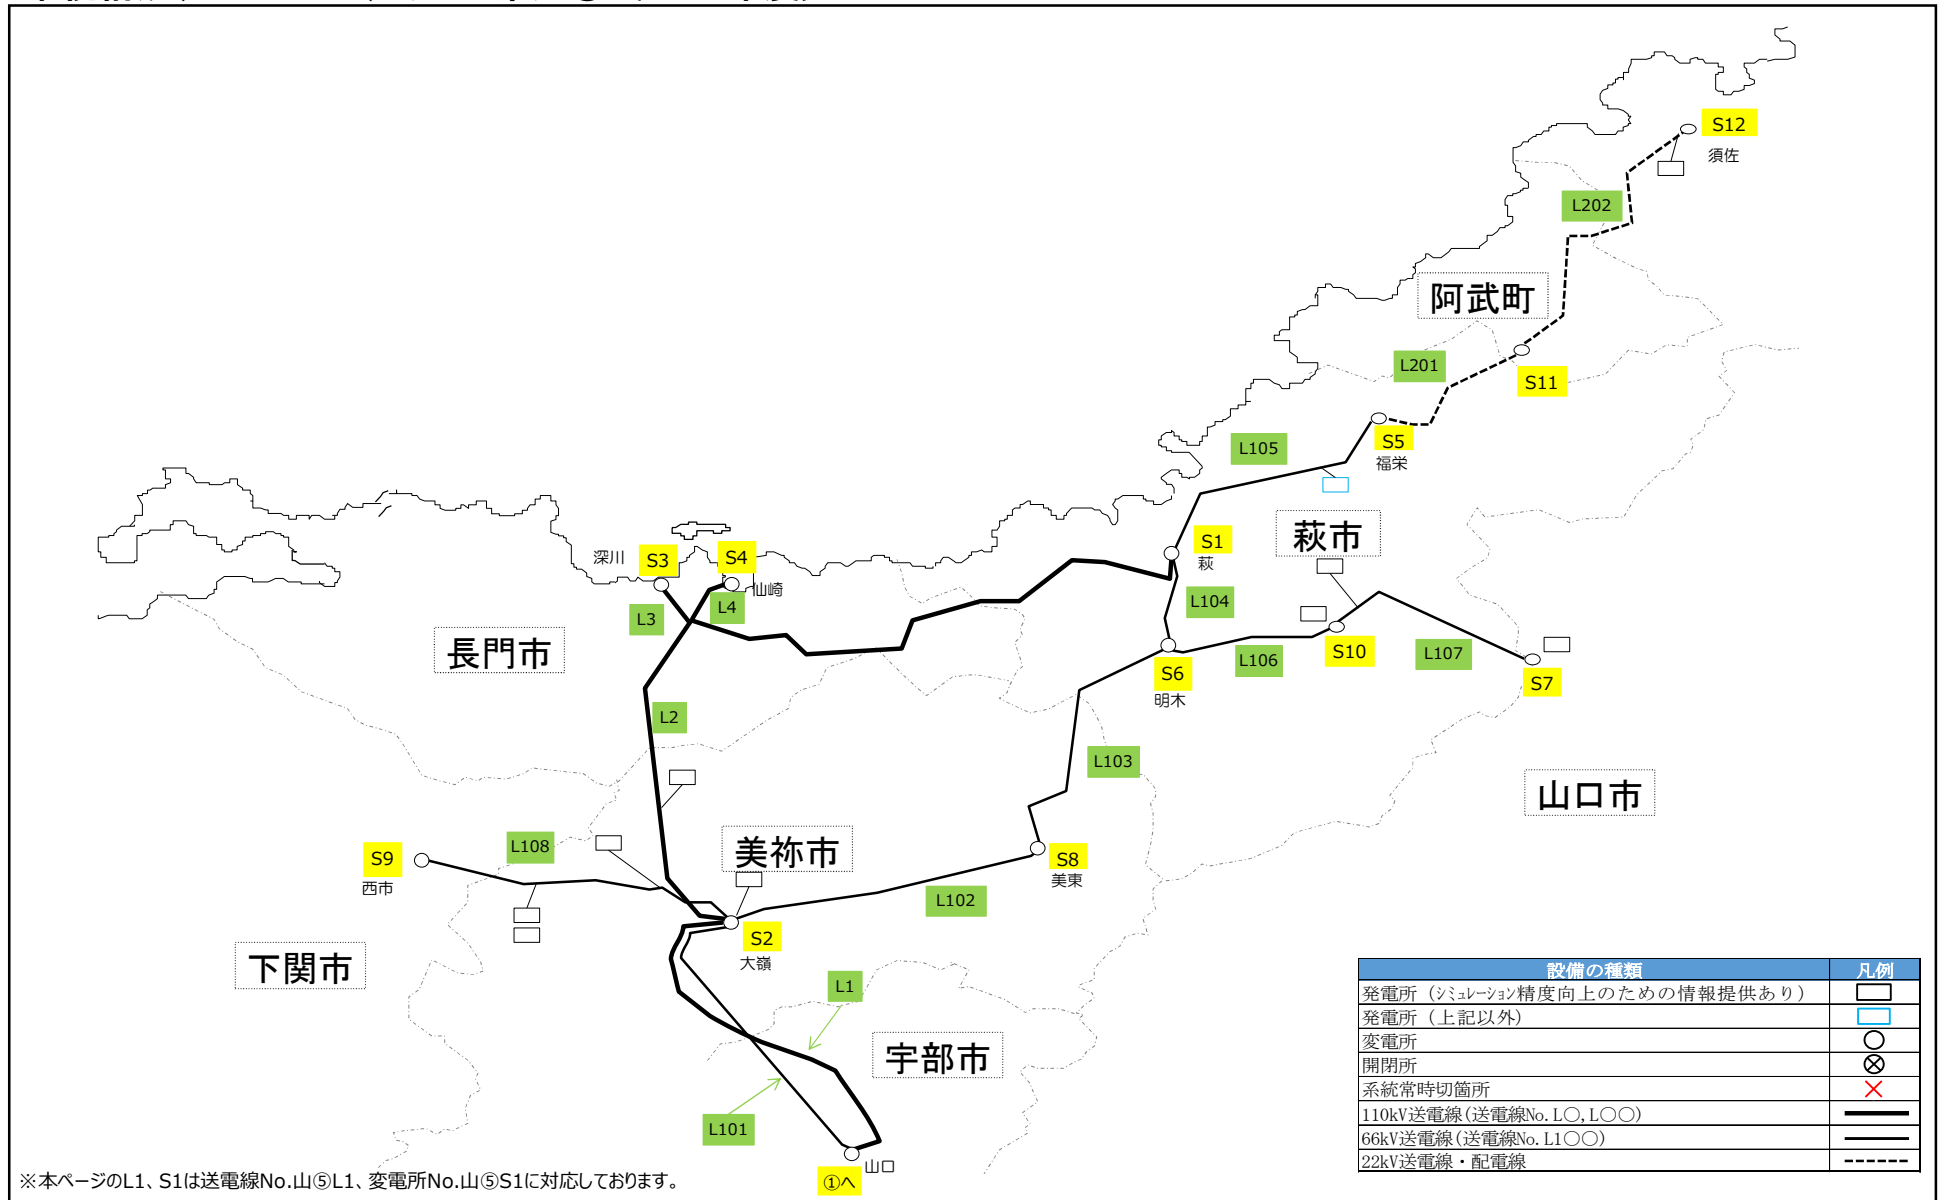 S12
須佐
L202
阿武町
L201
S11
S5
福栄
L105
萩市
S1
萩
深川
S3
S4
仙崎
L3
L4
L104
長門市
L106
S10
L107
S7
S6
明木
L2
L103
山口市
S9
西市
L108
美祢市
S8
美東
L102
S2
大嶺
下関市
L1
宇部市
L101
山口
①へ
設備の種類 凡例
発電所(シミュレーション精度向上のための情報提供あり)
発電所(上記以外)
変電所
開閉所
系統常時切箇所
110kV送電線(送電線No.L〇,L〇〇)
66kV送電線(送電線No.L1〇〇)
22kV送電線・配電線
※本ページのL1、S1は送電線No.山⑤L1、変電所No.山⑤S1に対応しております。